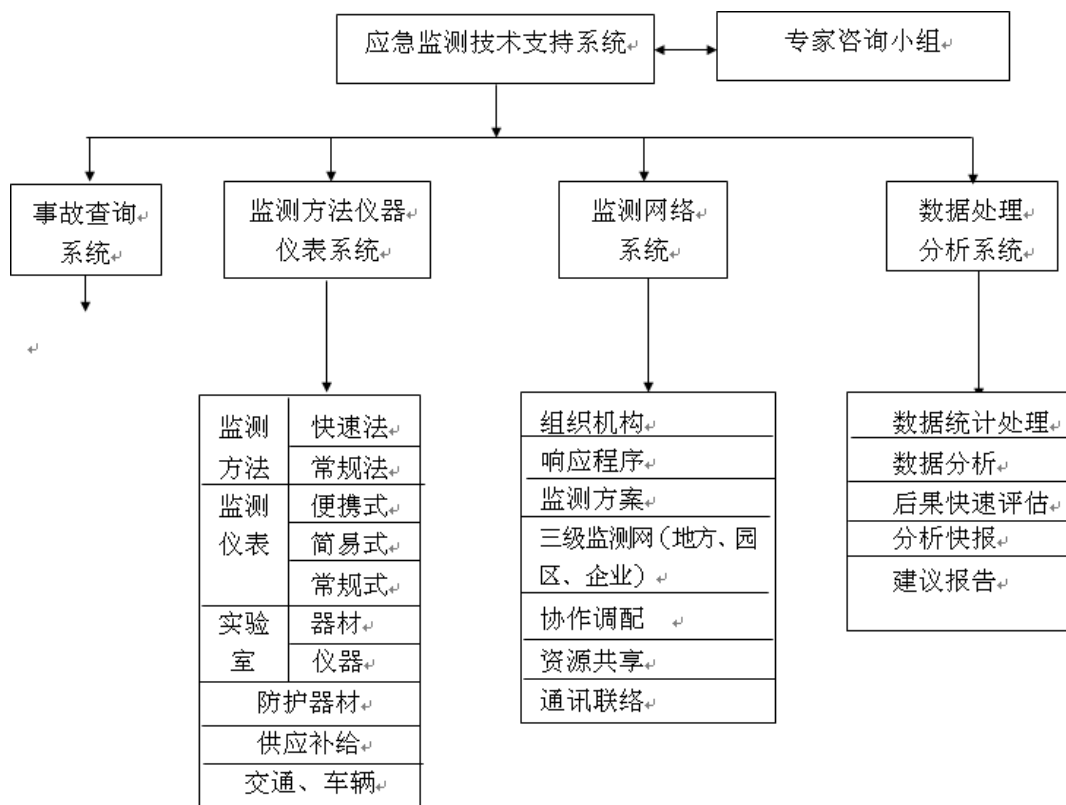 应急监测技术支持系统
专家咨询小组
事故查询
系统
监测方法仪器
仪表系统
监测网络
系统
数据处理
分析系统
监测
方法
快速法
常规法
监测
仪表
便携式
简易式
常规式
实验
室
器材
仪器
防护器材
供应补给
交通、车辆
组织机构
响应程序
监测方案
三级监测网（地方、园
区、企业）
协作调配
资源共享
通讯联络
数据统计处理
数据分析
后果快速评估
分析快报
建议报告